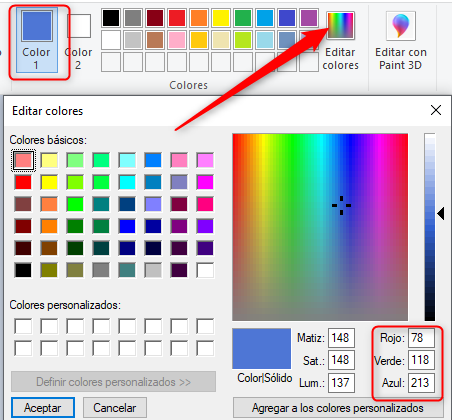 Color
1
Color
2
Editar
colores
Editar con
Paint 3D
Colores
Editar colores
Colores básicos:
Colores personalizados:
Definir colores personalizados >>
Aceptar
Cancelar
Color|Sólido
Matiz: 148
Sat.: 148
Lum.: 137
Rojo: 78
Verde: 118
Azul: 213
Agregar a los colores personalizados